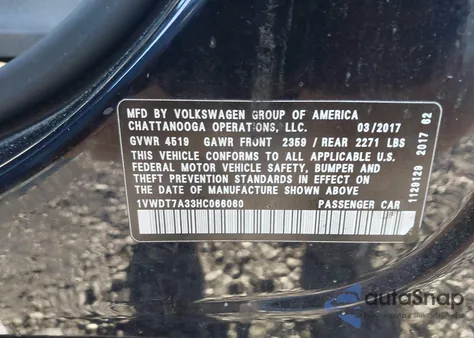 MFD BY VOLKSWAGEN GROUP OF AMERICA
CHATTANOOGA OPERATIONS, LLC. 03/2017
GVWR 4519 GAWR FRONT 2359 / REAR 2271 LBS
THIS VEHICLE CONFORMS TO ALL APPLICABLE U.S.
FEDERAL MOTOR VEHICLE SAFETY, BUMPER AND
THEFT PREVENTION STANDARDS IN EFFECT ON
THE DATE OF MANUFACTURE SHOWN ABOVE
1VWDT7A33HC066060 PASSENGER CAR
1129129 2017 62
autoSnap